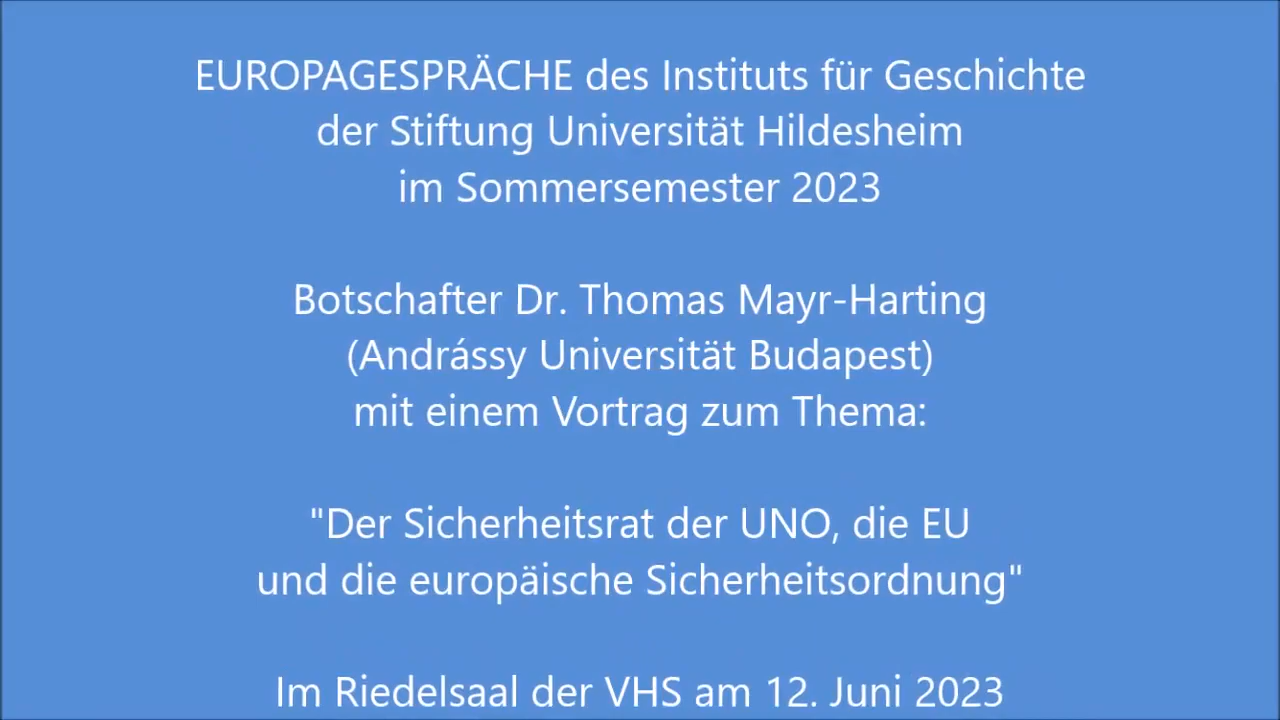 EUROPAGESPRÄCHE des Instituts für Geschichte
der Stiftung Universität Hildesheim
im Sommersemester 2023
Botschafter Dr. Thomas Mayr-Harting
(Andrássy Universität Budapest)
mit einem Vortrag zum Thema:
"Der Sicherheitsrat der UNO, die EU
und die europäische Sicherheitsordnung"
Im Riedelsaal der VHS am 12. Juni 2023